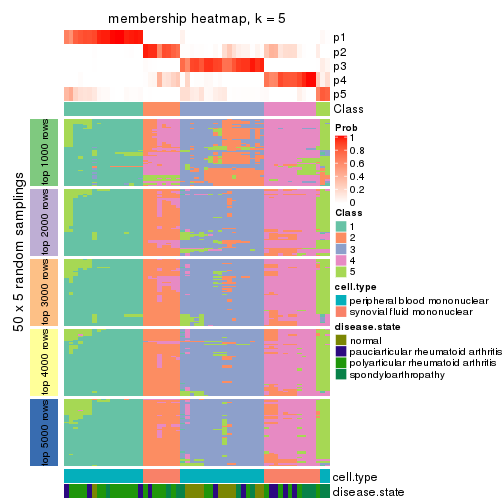 membership heatmap, k = 5
p1
p2
p3
p4
p5
Class
50 x 5 random samplings
top 1000 rows
top 2000 rows
top 3000 rows
top 4000 rows
top 5000 rows
cell.type
disease.state
Prob
1
0.8
0.6
0.4
0.2
0
Class
1
2
3
4
5
cell.type
peripheral blood mononuclear
synovial fluid mononuclear
disease.state
normal
pauciarticular rheumatoid arthritis
polyarticular rheumatoid arthritis
spondyloarthropathy